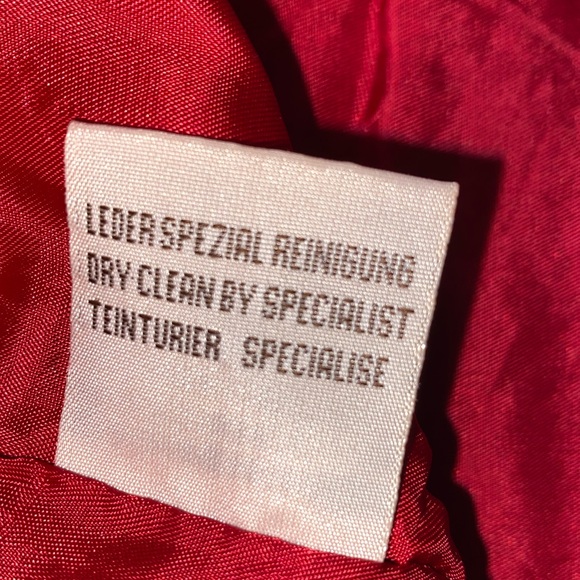 LEDER SPEZIAL REINIGUNG
DRY CLEAN BY SPECIALIST
TEINTURIER SPECIALISE